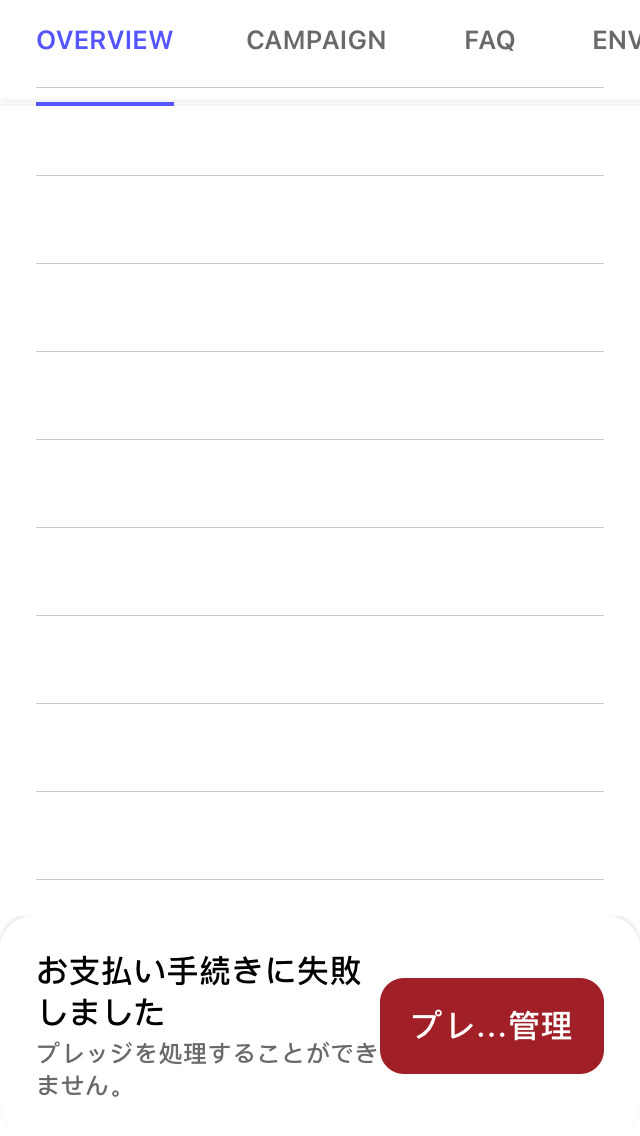 OVERVIEW CAMPAIGN FAQ ENV
お支払い手続きに失敗
しました
プレッジを処理することができ
ません。
プレ…管理